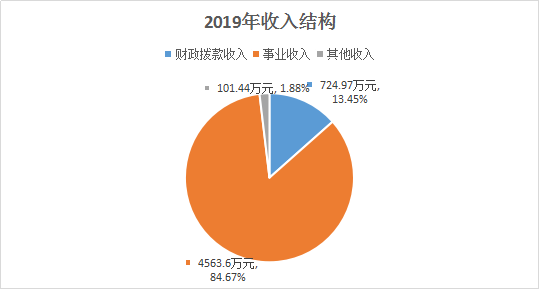 2019年收入结构
财政拨款收入 事业收入 其他收入
101.44万元, 1.88%
724.97万元,
13.45%
4563.6万元,
84.67%